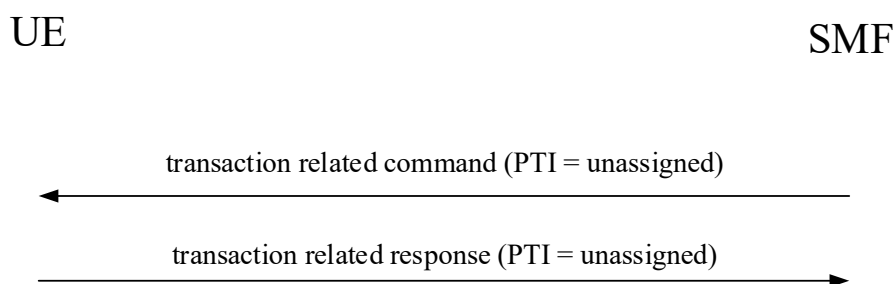 UE
SMF
transaction related command (PTI = unassigned)
transaction related response (PTI = unassigned)